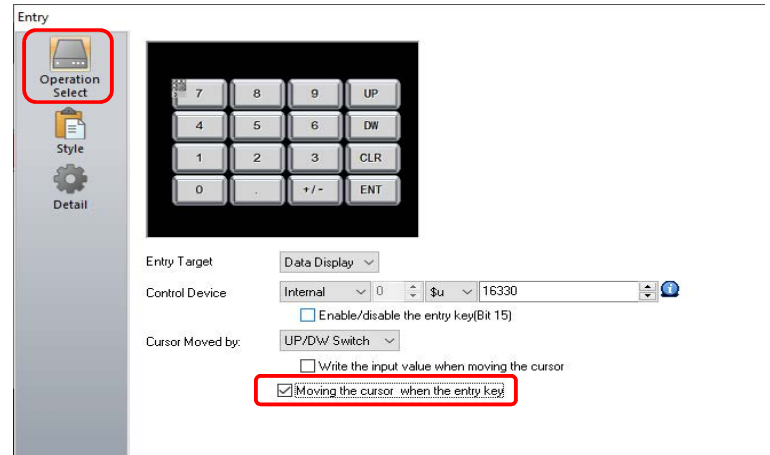 Entry
Operation
Select
Style
Detail
7 8 9 UP
4 5 6 DW
1 2 3 CLR
0 . +/- ENT
Entry Target Data Display
Control Device Internal 0 $u 16330
Enable/disable the entry key(Bit 15)
Cursor Moved by: UP/DW Switch
Write the input value when moving the cursor
Moving the cursor when the entry key